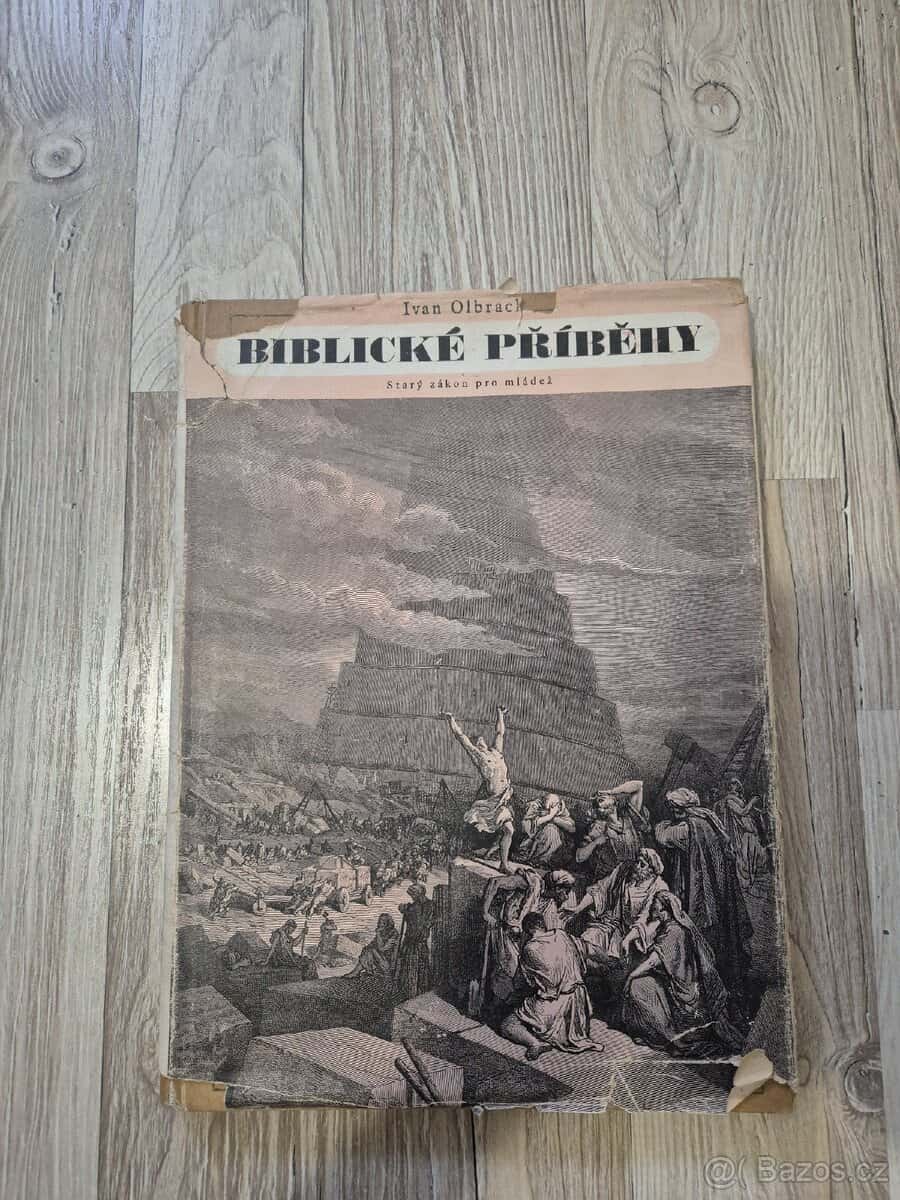 Ivan Olbrach
BIBLICKÉ PŘÍBĚHY
Starý zákon pro mládež
@( Bazos.cz